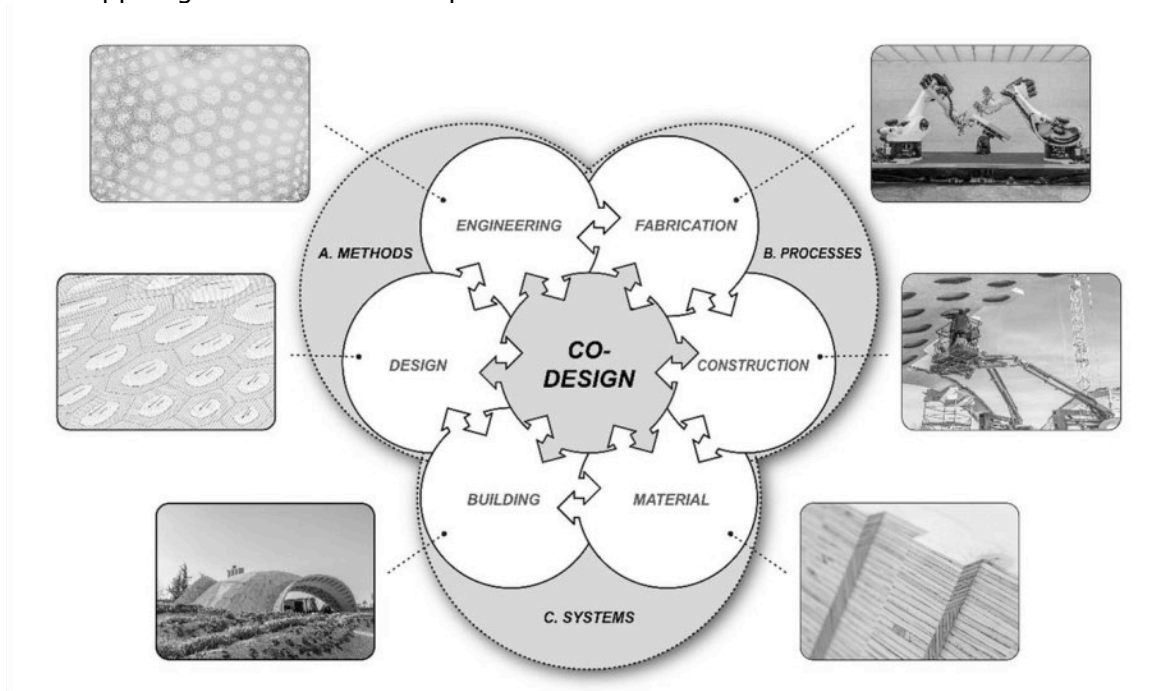 ENGINEERING
FABRICATION
A. METHODS
B. PROCESSES
DESIGN
CO-
DESIGN
CONSTRUCTION
BUILDING
MATERIAL
C. SYSTEMS